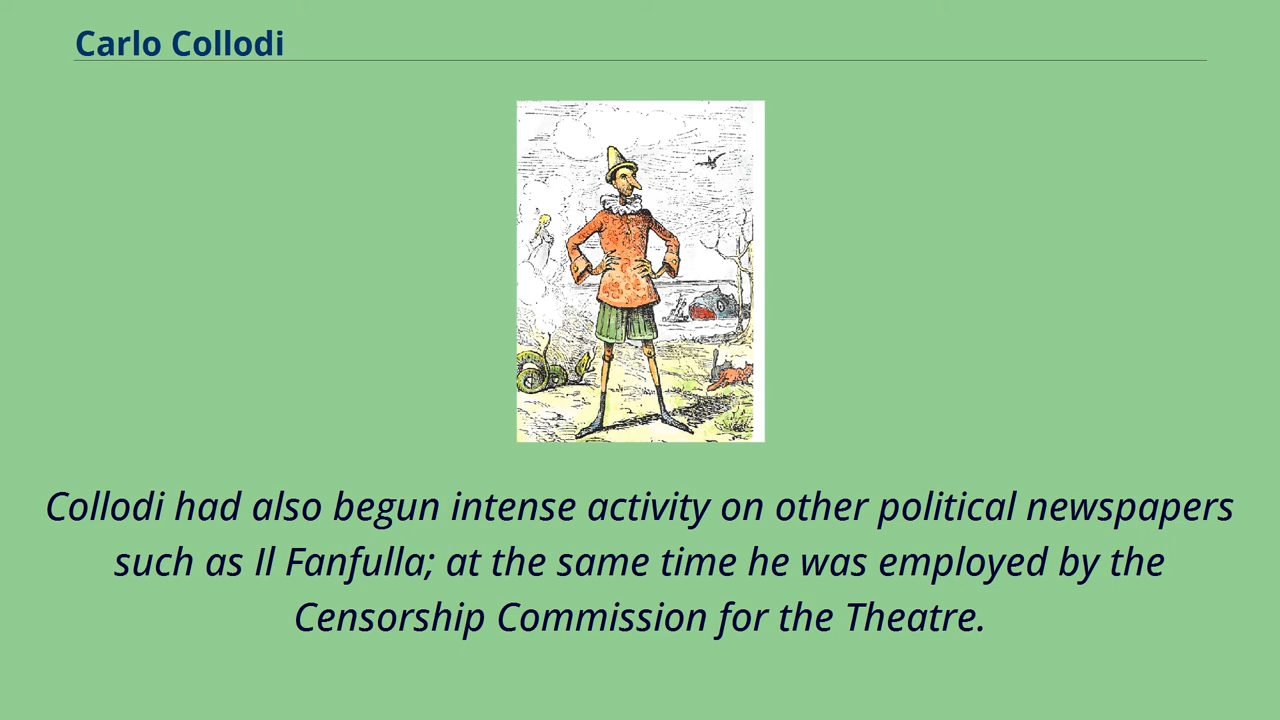 Carlo Collodi
Collodi had also begun intense activity on other political newspapers
such as Il Fanfulla; at the same time he was employed by the
Censorship Commission for the Theatre.